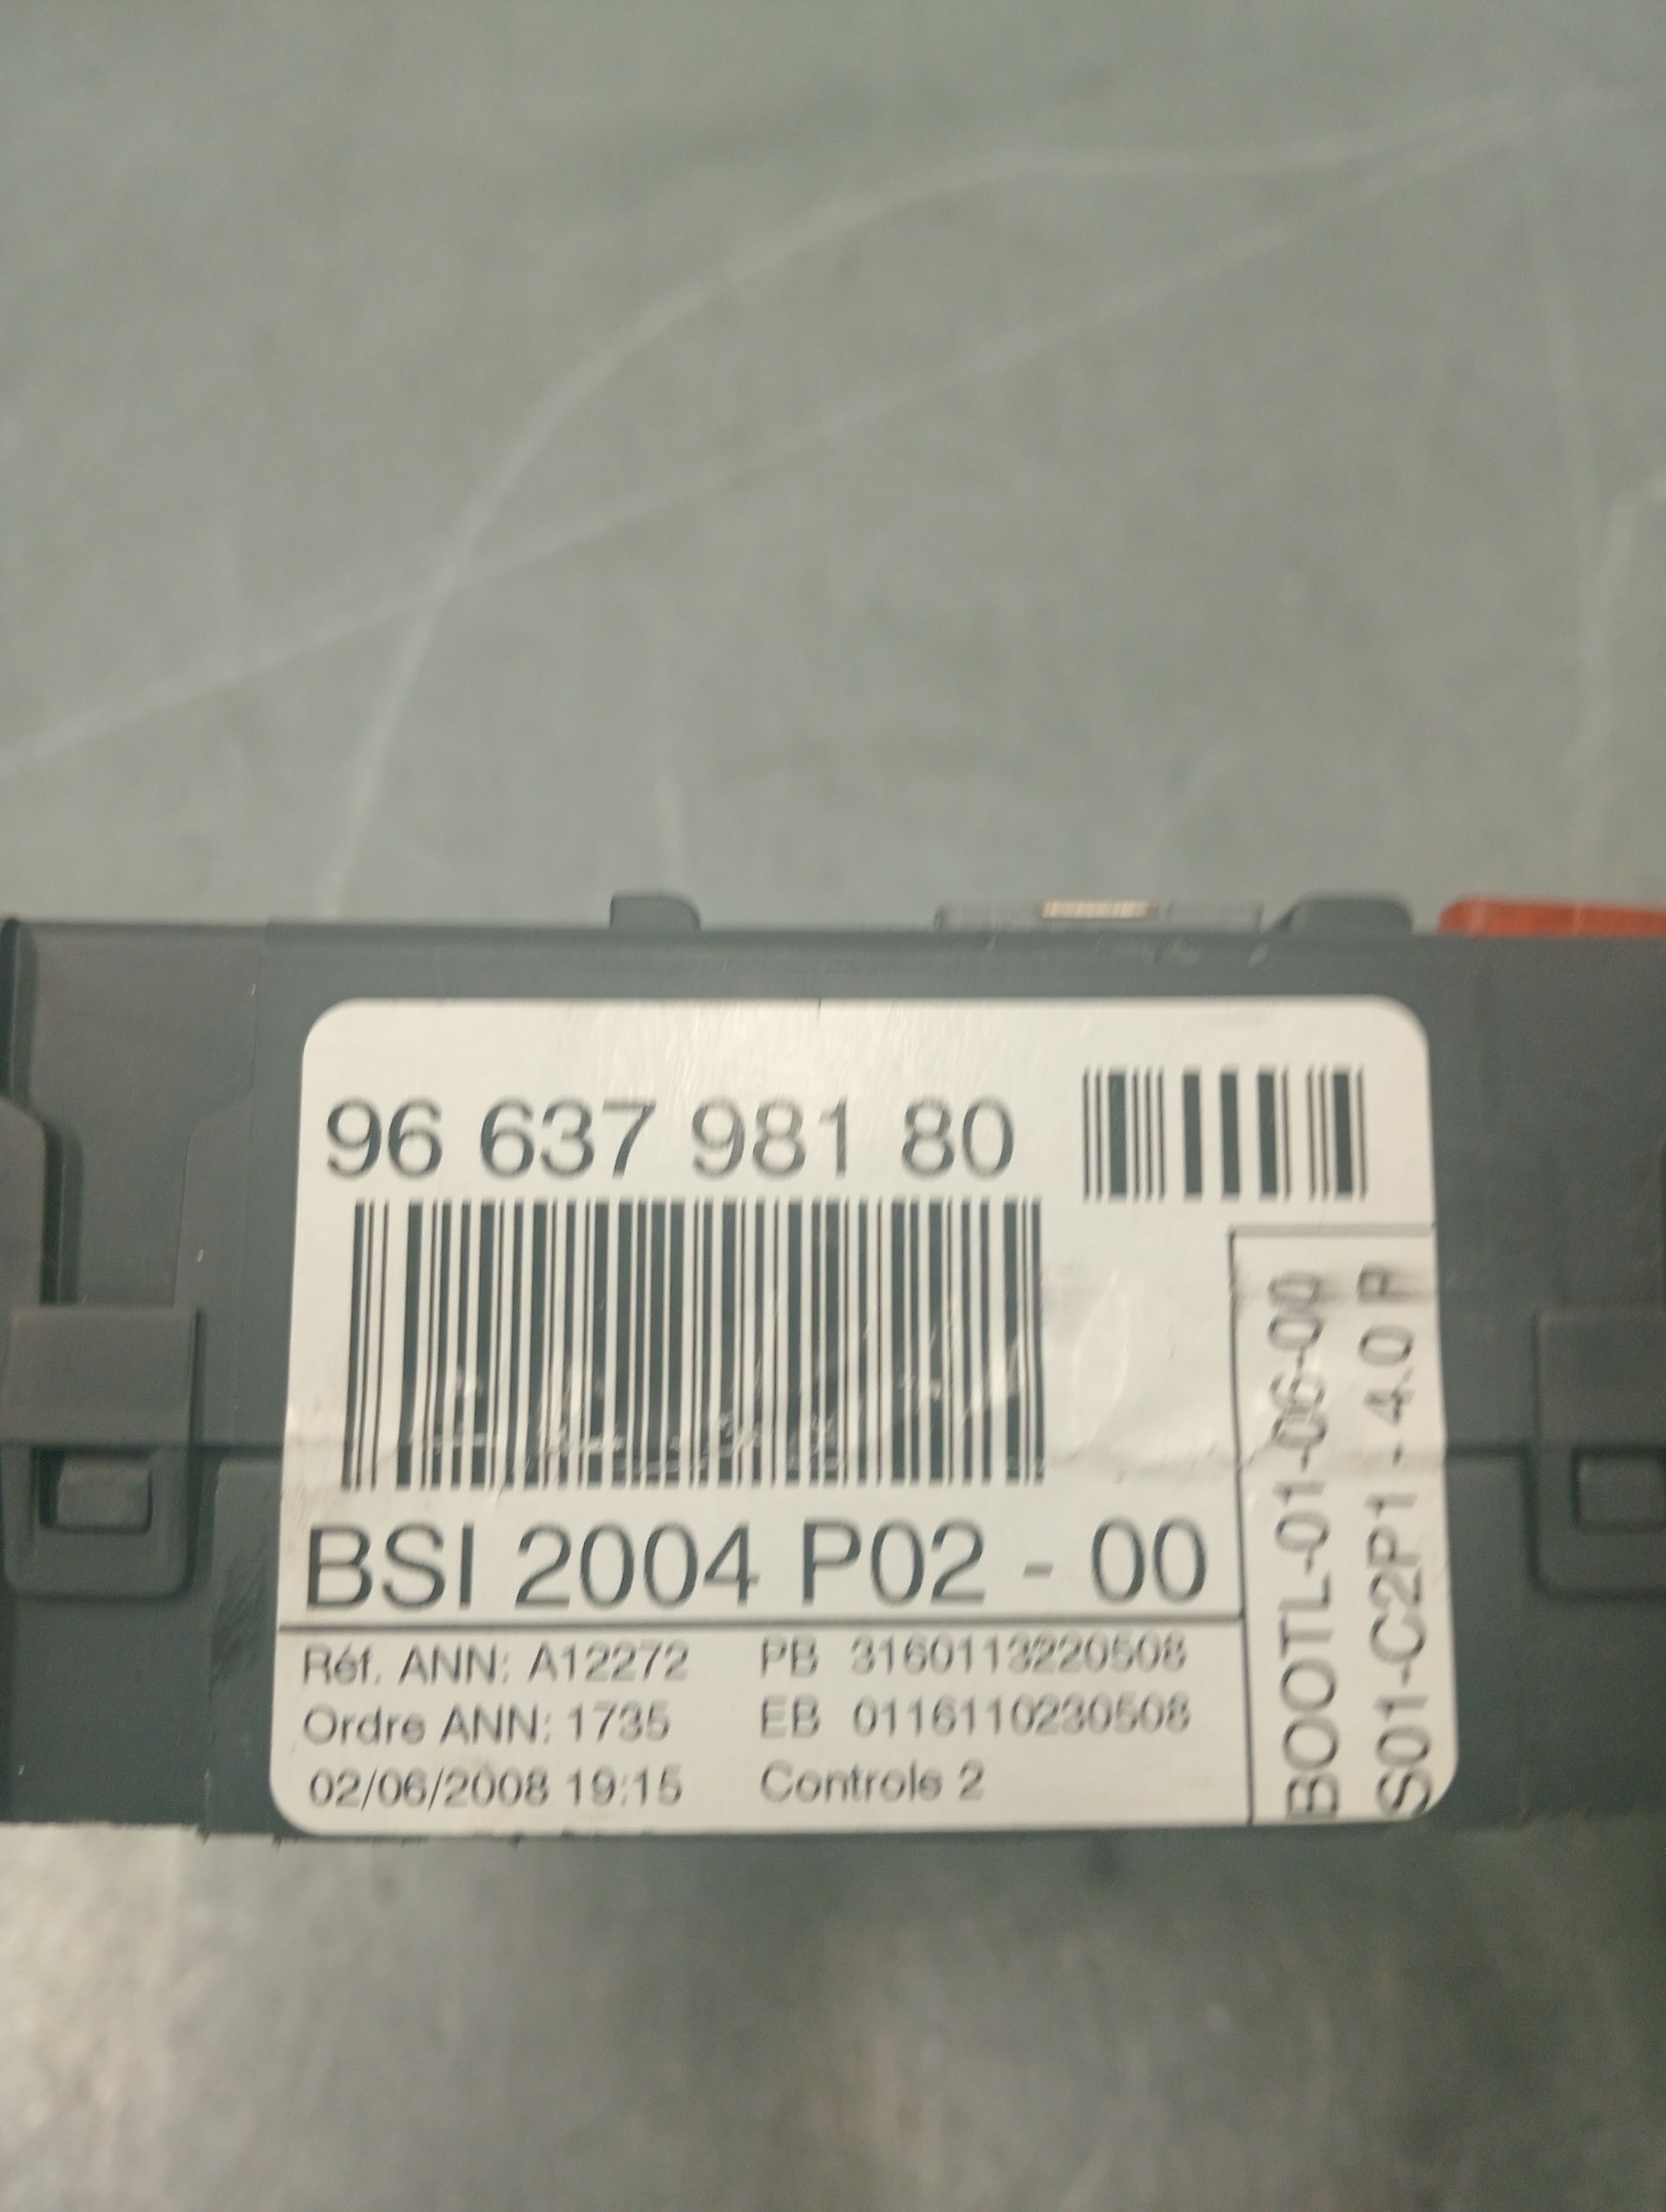 96 637 981 80
BSI 2004 P02 - 00
Réf. ANN: A12272 PB 3160113220508
Ordre ANN: 1735 EB 0116110230508
02/06/2008 19:15 Controle 2
BOOTL-01-06-00
S01-C2P1 - 4.0 R